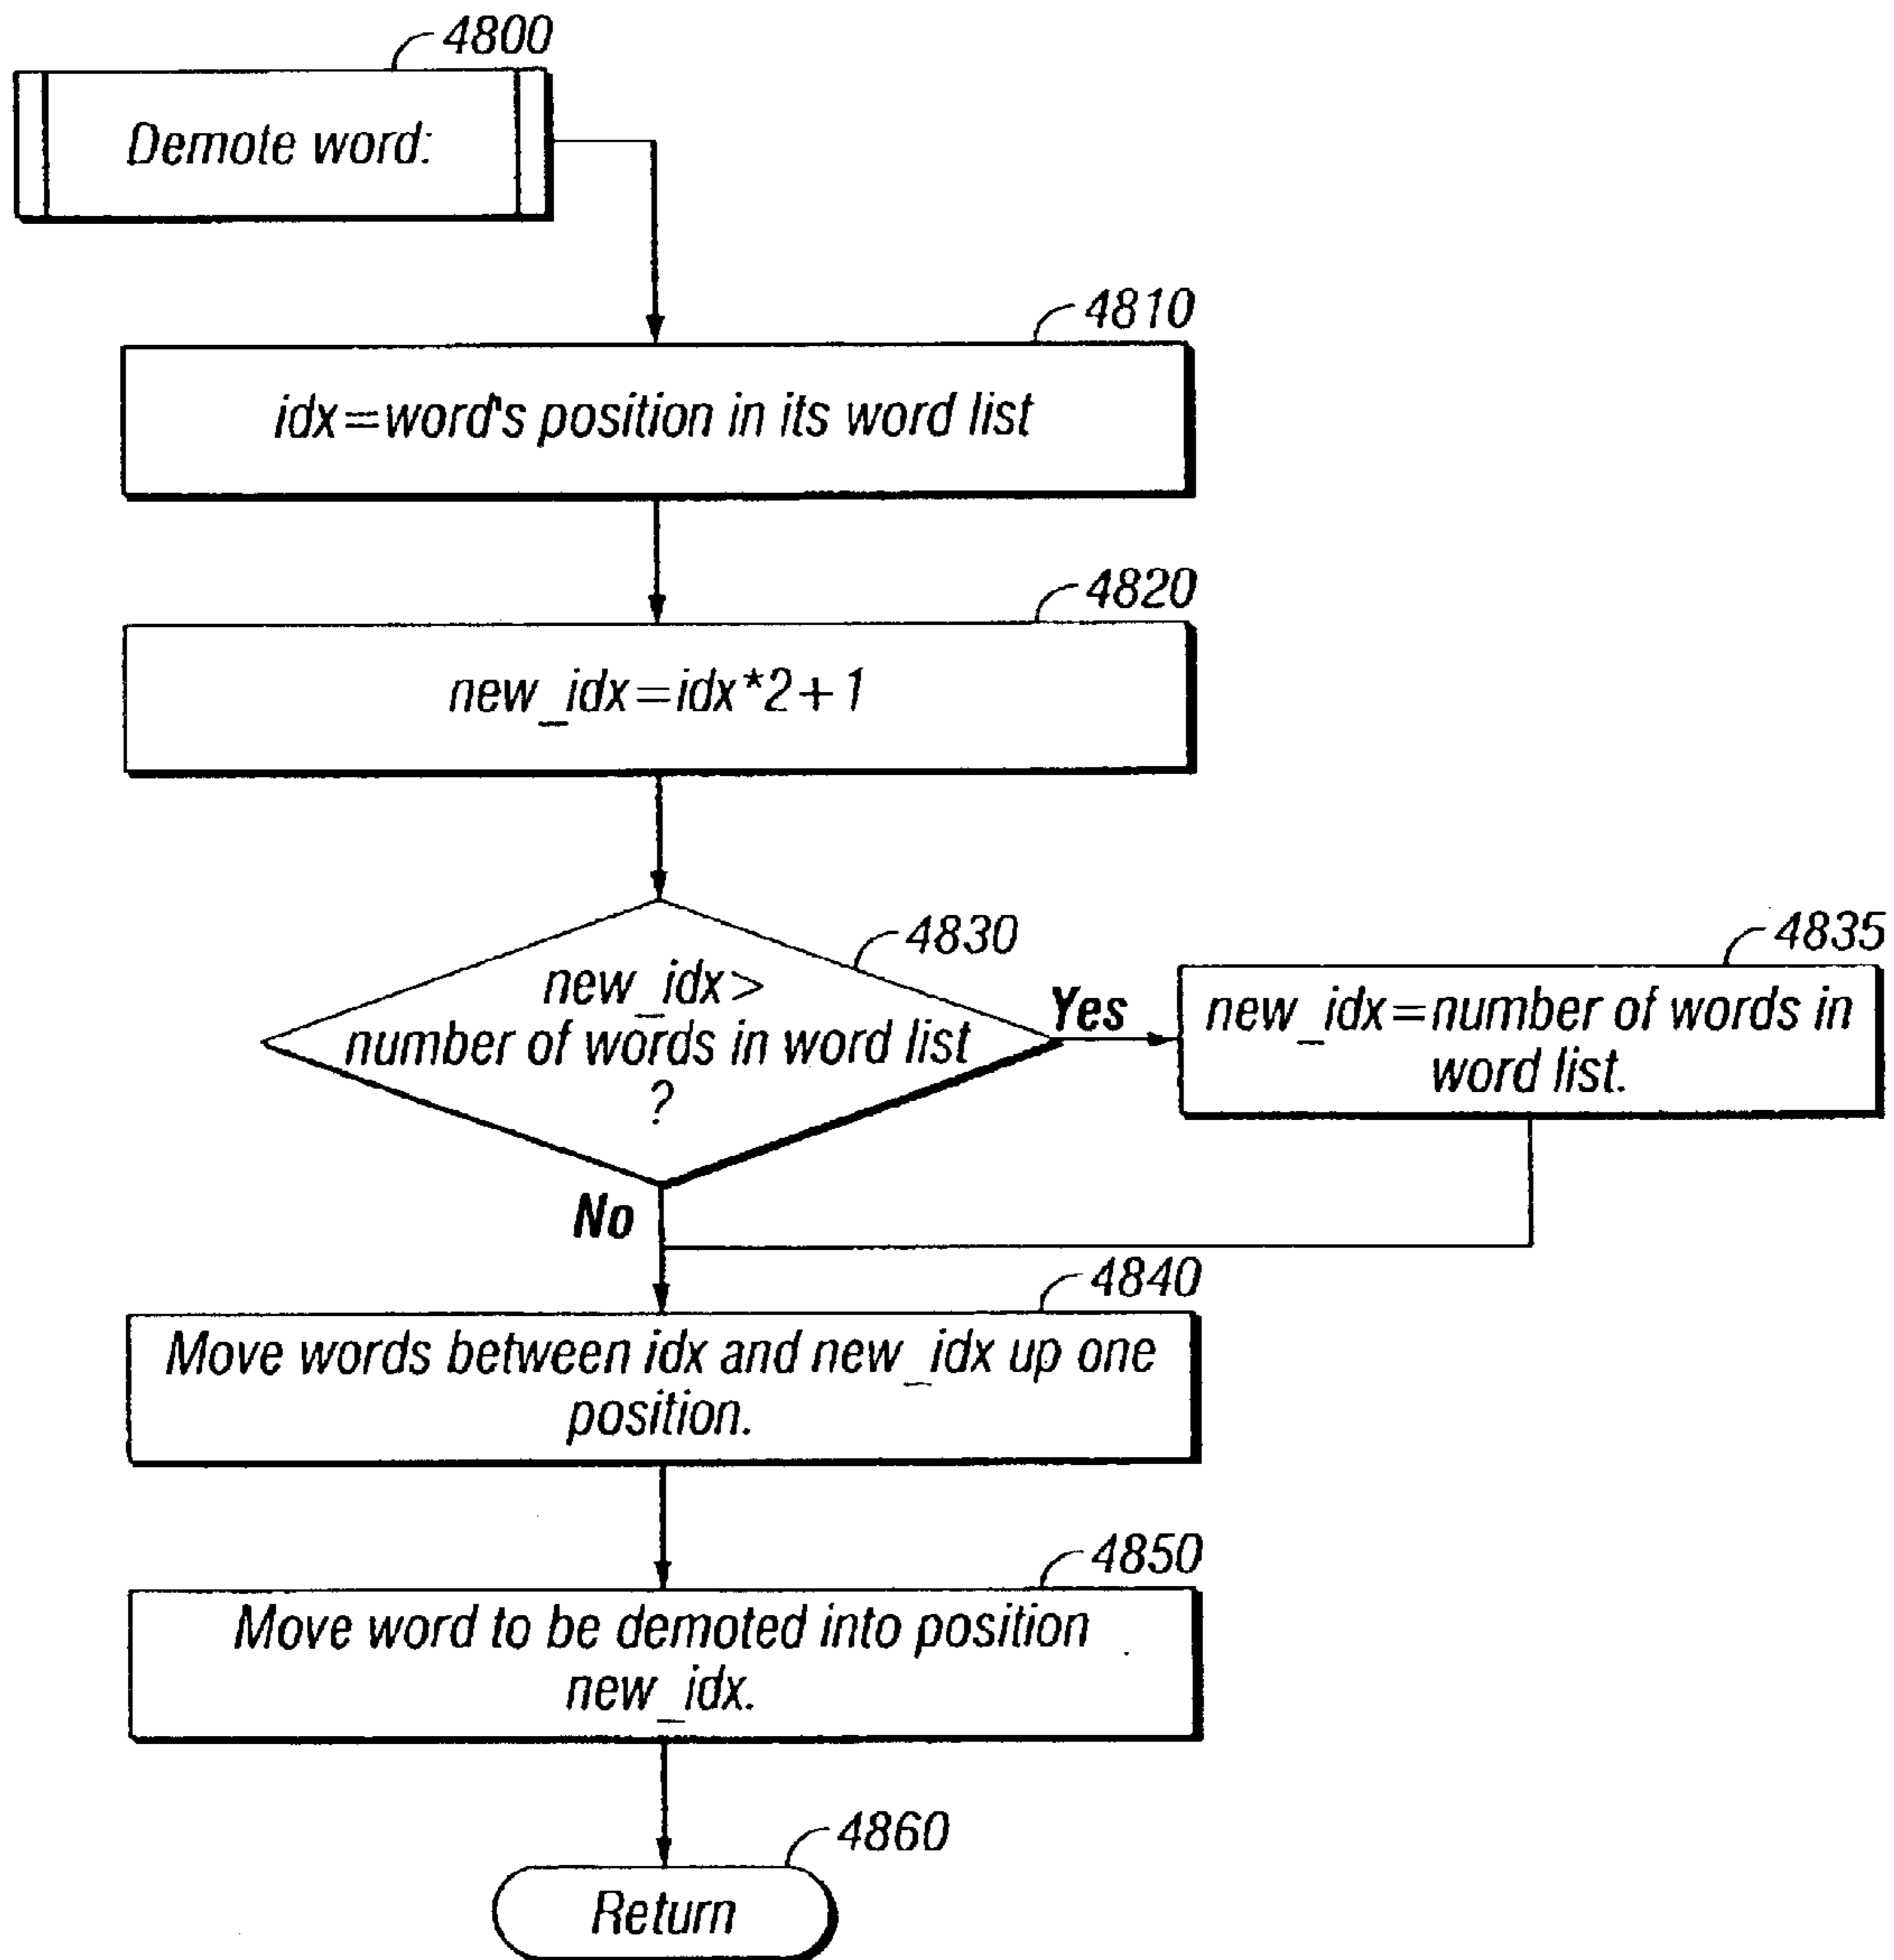 4800
Demote word:
4810
idx=word's position in its word list
4820
new_idx=idx*2+1
4830
new_idx>
number of words in word list
?
Yes
4835
new_idx=number of words in
word list.
No
4840
Move words between idx and new_idx up one
position.
4850
Move word to be demoted into position
new_idx.
4860
Return